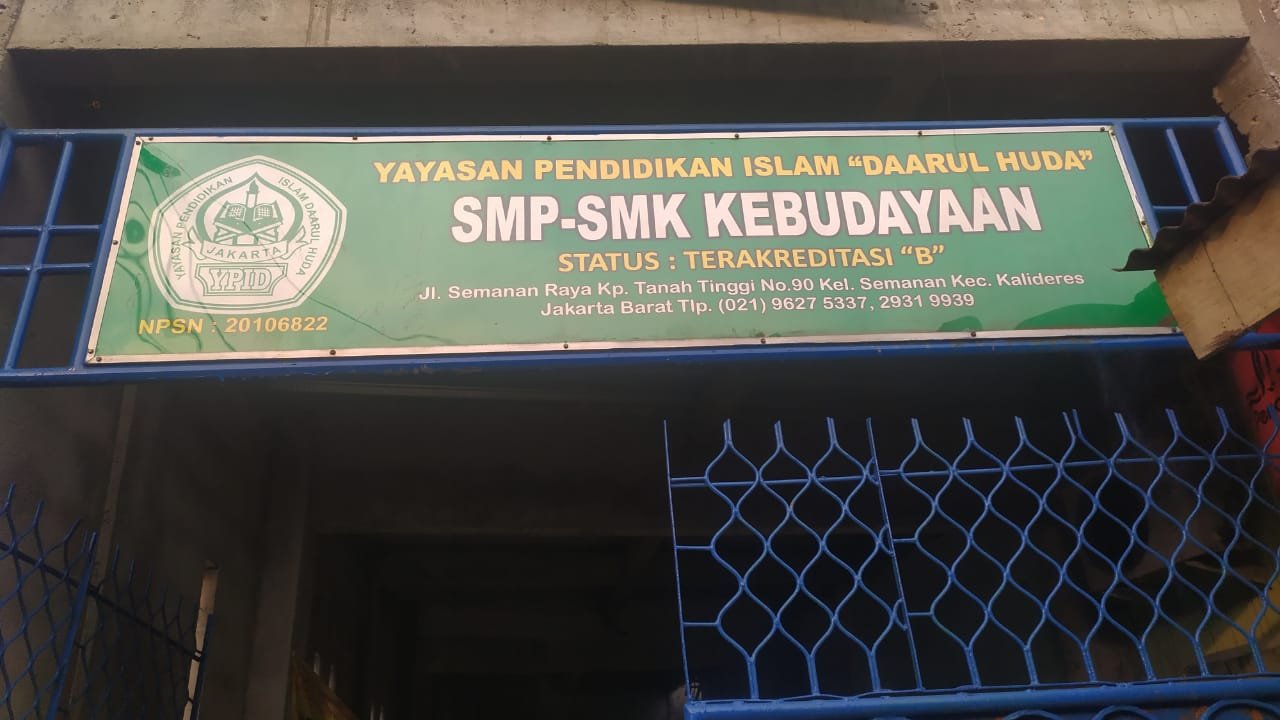 YAYASAN PENDIDIKAN ISLAM DAARUL HUDA
JAKARTA
YPID
NPSN : 20106822
YAYASAN PENDIDIKAN ISLAM “DAARUL HUDA”
SMP-SMK KEBUDAYAAN
STATUS : TERAKREDITASI “B”
Jl. Semanan Raya Kp. Tanah Tinggi No.90 Kel. Semanan Kec. Kalideres
Jakarta Barat Tlp. (021) 9627 5337, 2931 9939